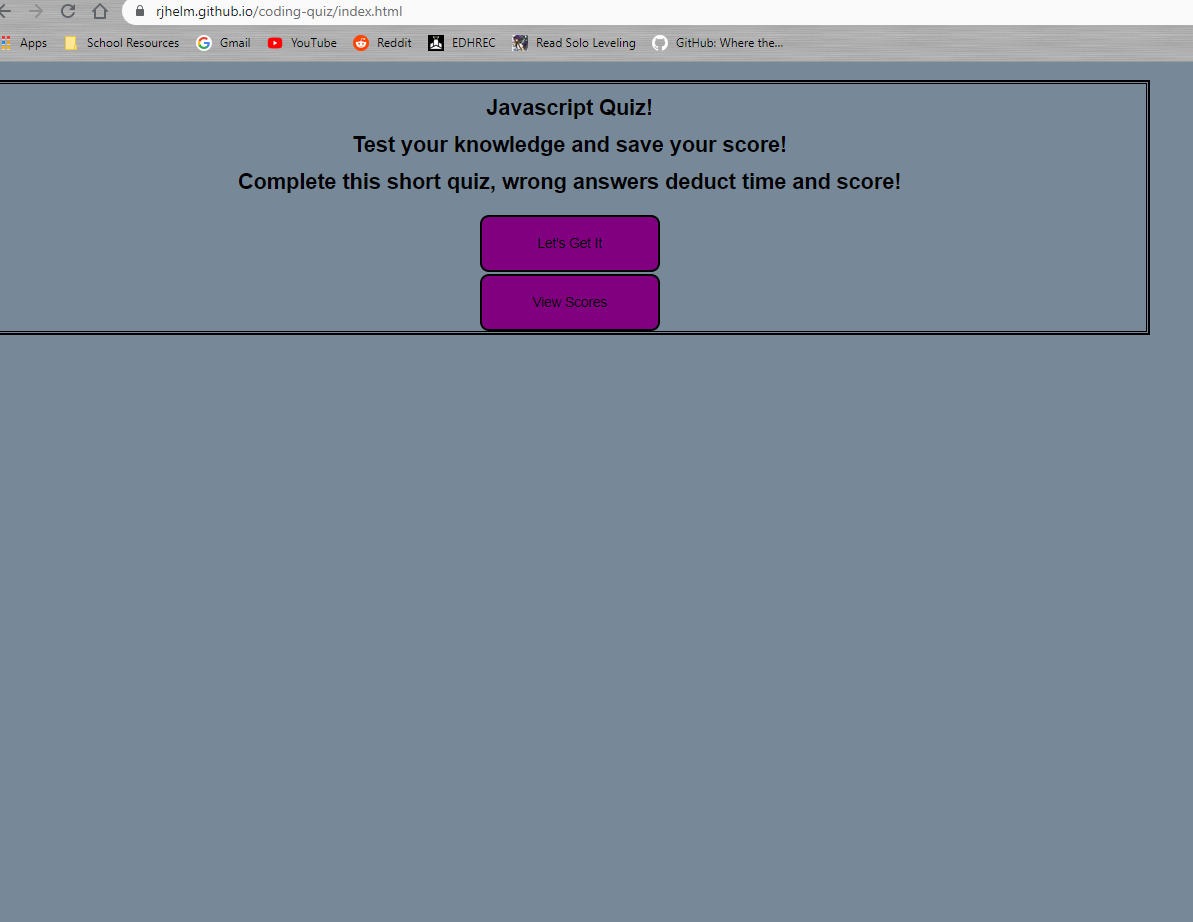 rjhelm.github.io/coding-quiz/index.html
Apps School Resources Gmail YouTube Reddit EDHREC Read Solo Leveling GitHub: Where the...
Javascript Quiz!
Test your knowledge and save your score!
Complete this short quiz, wrong answers deduct time and score!
Let's Get It
View Scores